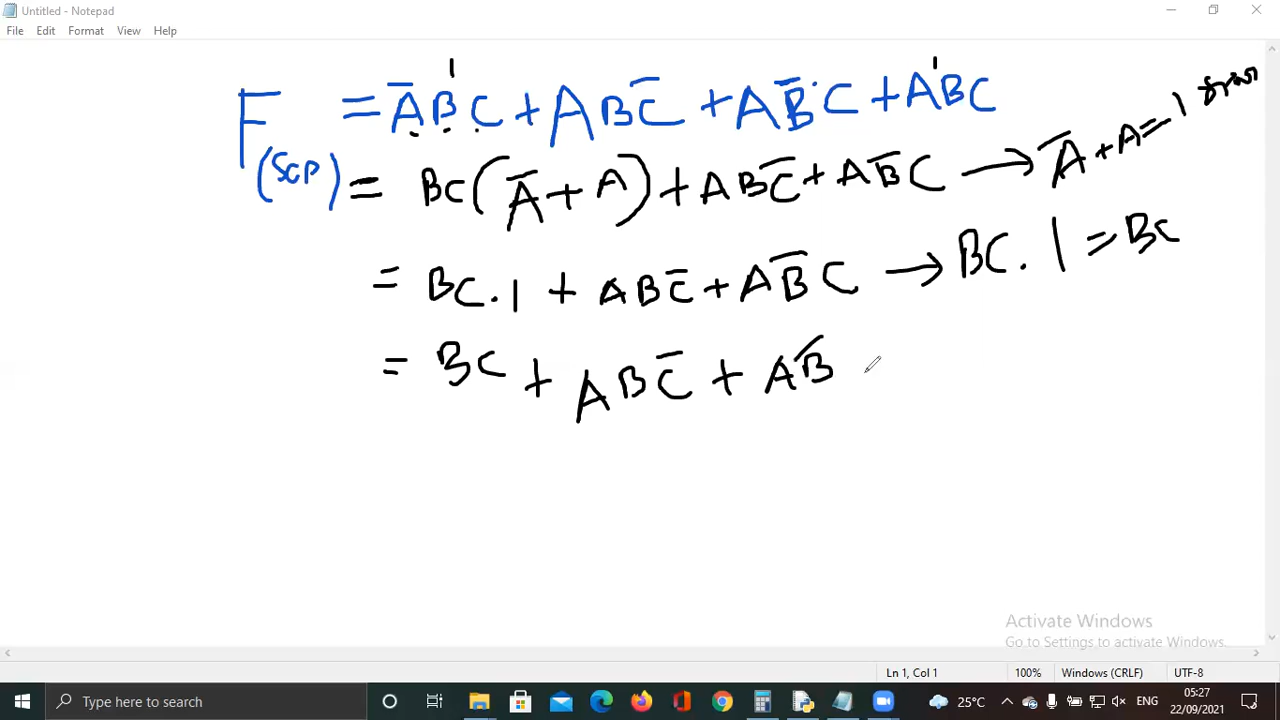 Untitled - Notepad
File Edit Format View Help
F (SOP) = A̅BC + ABC̅ + AB̅C + ABC
= BC(A̅ + A) + ABC̅ + AB̅C → A̅ + A = 1
= BC.1 + ABC̅ + AB̅C → BC.1 = BC
= BC + ABC̅ + AB̅
Activate Windows
Go to Settings to activate Windows.
Ln 1, Col 1 100% Windows (CRLF) UTF-8
Type here to search
25°C ENG 05:27 22/09/2021